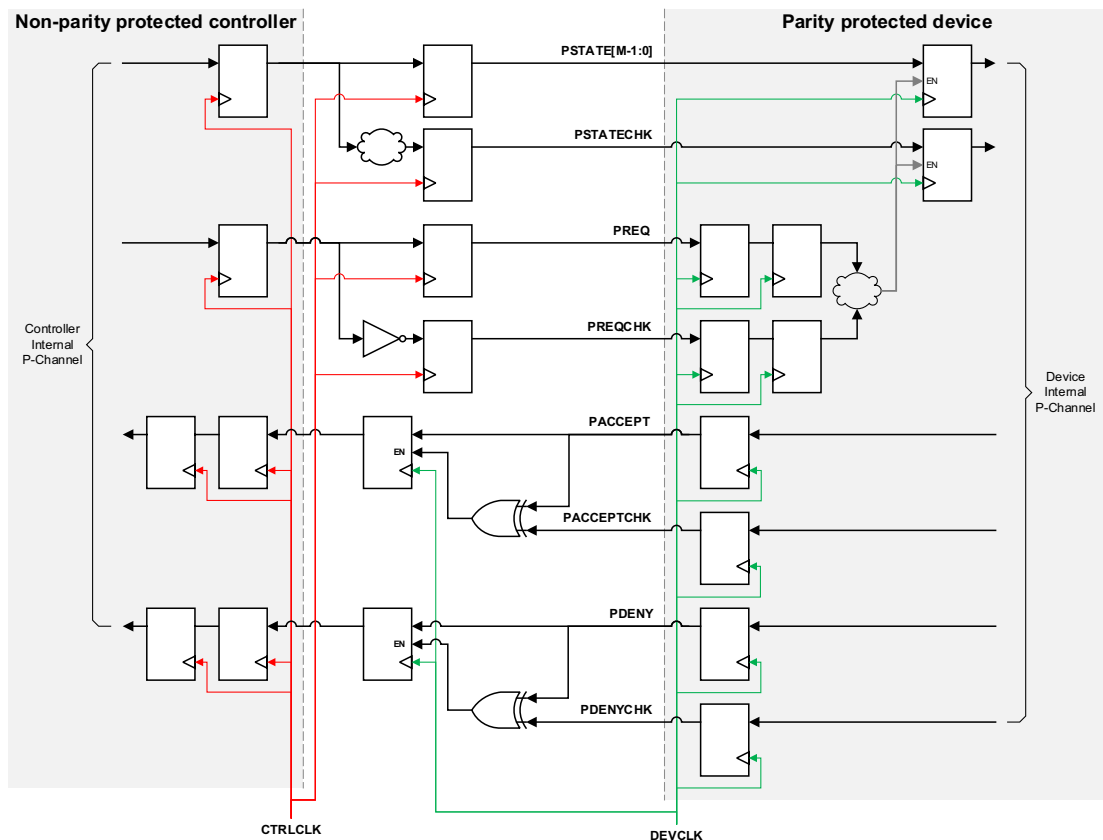 Non-parity protected controller
Parity protected device
PSTATE[M-1:0]
EN
PSTATECHK
EN
PREQ
PREQCHK
Controller
Internal
P-Channel
Device
Internal
P-Channel
PACCEPT
EN
PACCEPTCHK
PDENY
EN
PDENYCHK
CTRLCLK
DEVCLK